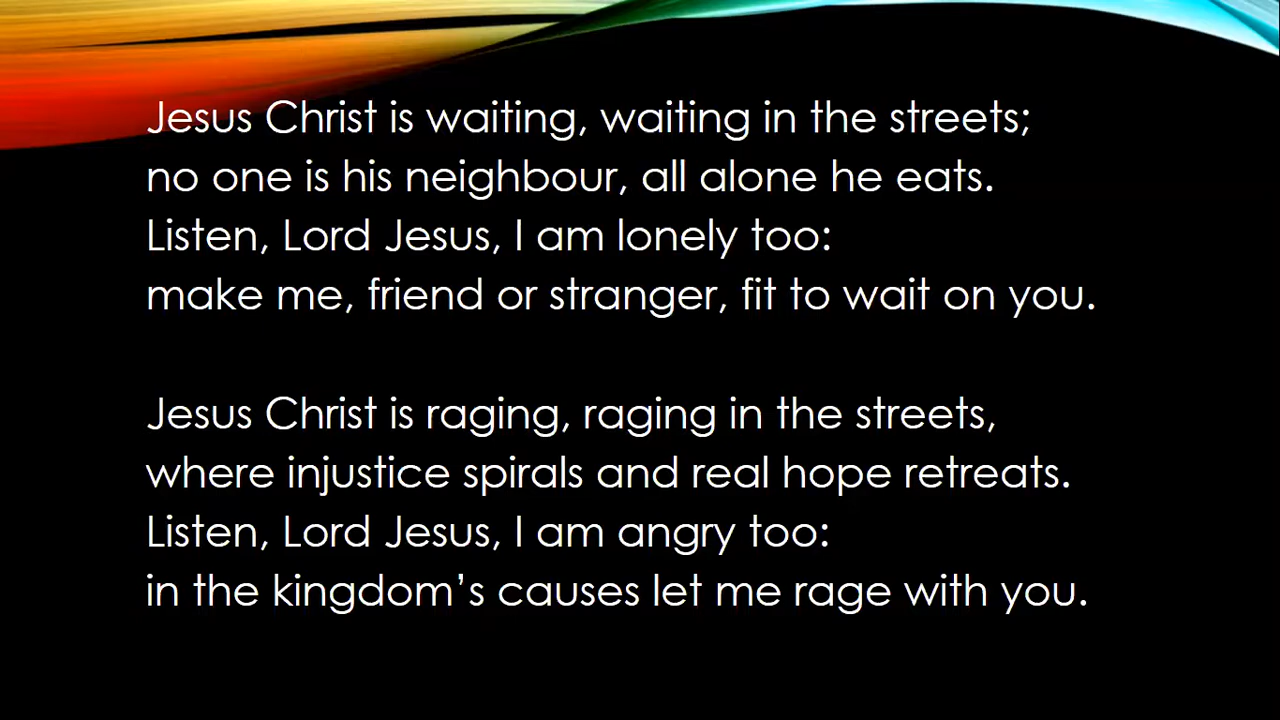 Jesus Christ is waiting, waiting in the streets;
no one is his neighbour, all alone he eats.
Listen, Lord Jesus, I am lonely too:
make me, friend or stranger, fit to wait on you.
Jesus Christ is raging, raging in the streets,
where injustice spirals and real hope retreats.
Listen, Lord Jesus, I am angry too:
in the kingdom’s causes let me rage with you.